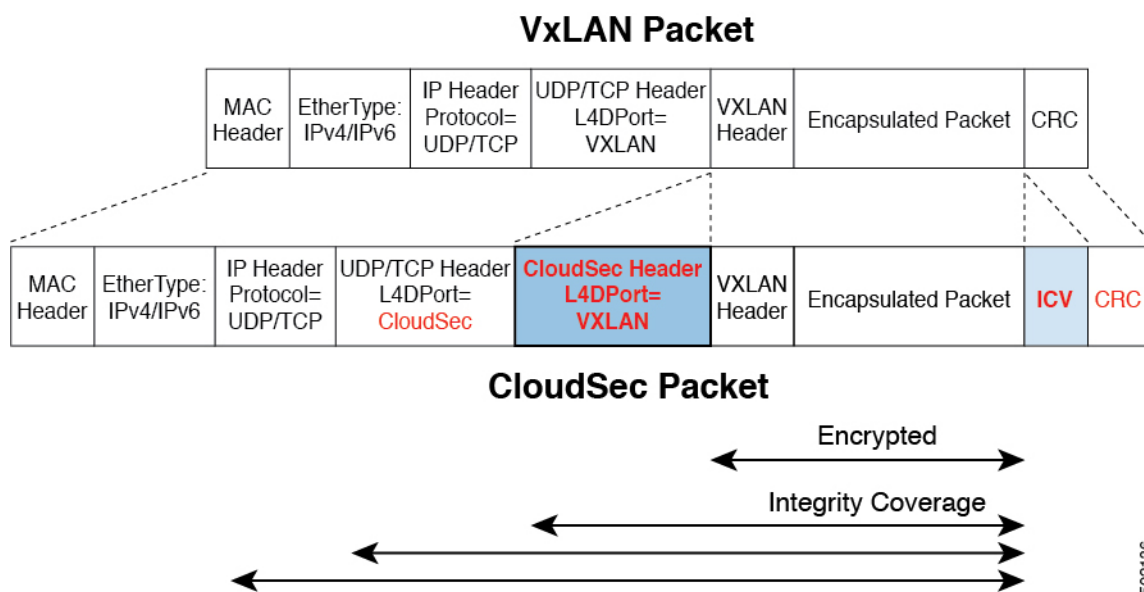 VxLAN Packet
MAC
Header
EtherType:
IPv4/IPv6
IP Header
Protocol=
UDP/TCP
UDP/TCP Header
L4DPort=
VXLAN
VXLAN
Header
Encapsulated Packet
CRC
MAC
Header
EtherType:
IPv4/IPv6
IP Header
Protocol=
UDP/TCP
UDP/TCP Header
L4DPort=
CloudSec
CloudSec Header
L4DPort=
VXLAN
VXLAN
Header
Encapsulated Packet
ICV
CRC
CloudSec Packet
Encrypted
Integrity Coverage